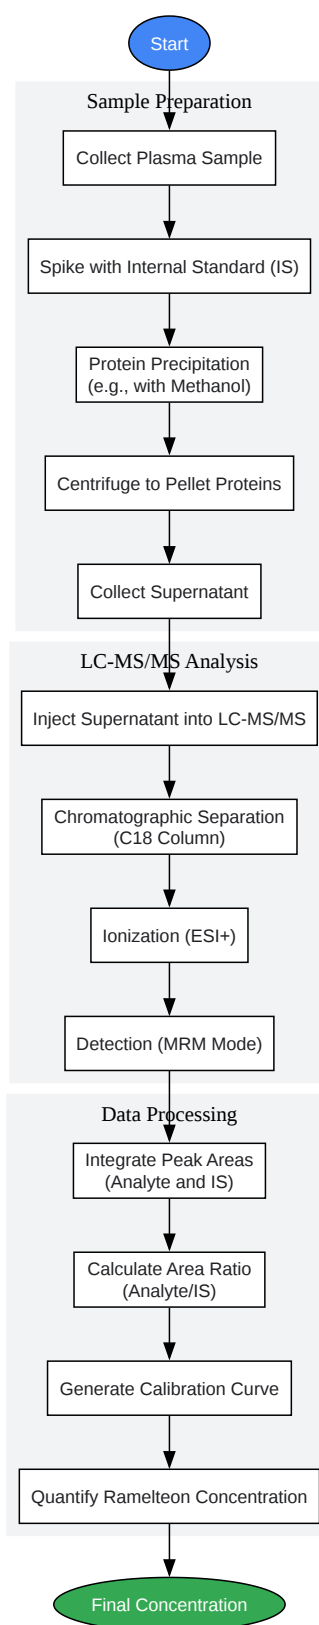 Start
Sample Preparation
Collect Plasma Sample
Spike with Internal Standard (IS)
Protein Precipitation
(e.g., with Methanol)
Centrifuge to Pellet Proteins
Collect Supernatant
LC-MS/MS Analysis
Inject Supernatant into LC-MS/MS
Chromatographic Separation
(C18 Column)
Ionization (ESI+)
Detection (MRM Mode)
Data Processing
Integrate Peak Areas
(Analyte and IS)
Calculate Area Ratio
(Analyte/IS)
Generate Calibration Curve
Quantify Ramelteon Concentration
Final Concentration